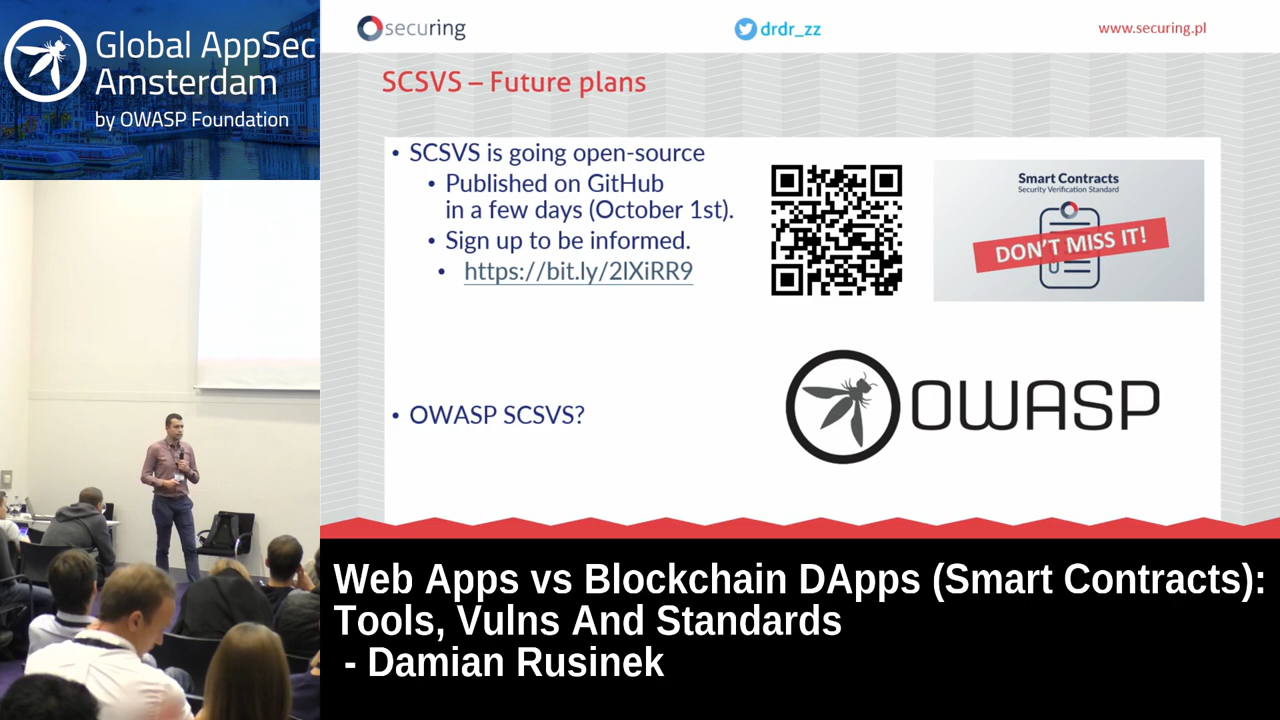 Global AppSec
Amsterdam
by OWASP Foundation
securing
drdr_zz
www.securing.pl
SCSVS – Future plans
• SCSVS is going open-source
• Published on GitHub
in a few days (October 1st).
• Sign up to be informed.
• https://bit.ly/2lXiRR9
Smart Contracts
Security Verification Standard
DON'T MISS IT!
• OWASP SCSVS?
OWASP
Web Apps vs Blockchain DApps (Smart Contracts):
Tools, Vulns And Standards
- Damian Rusinek